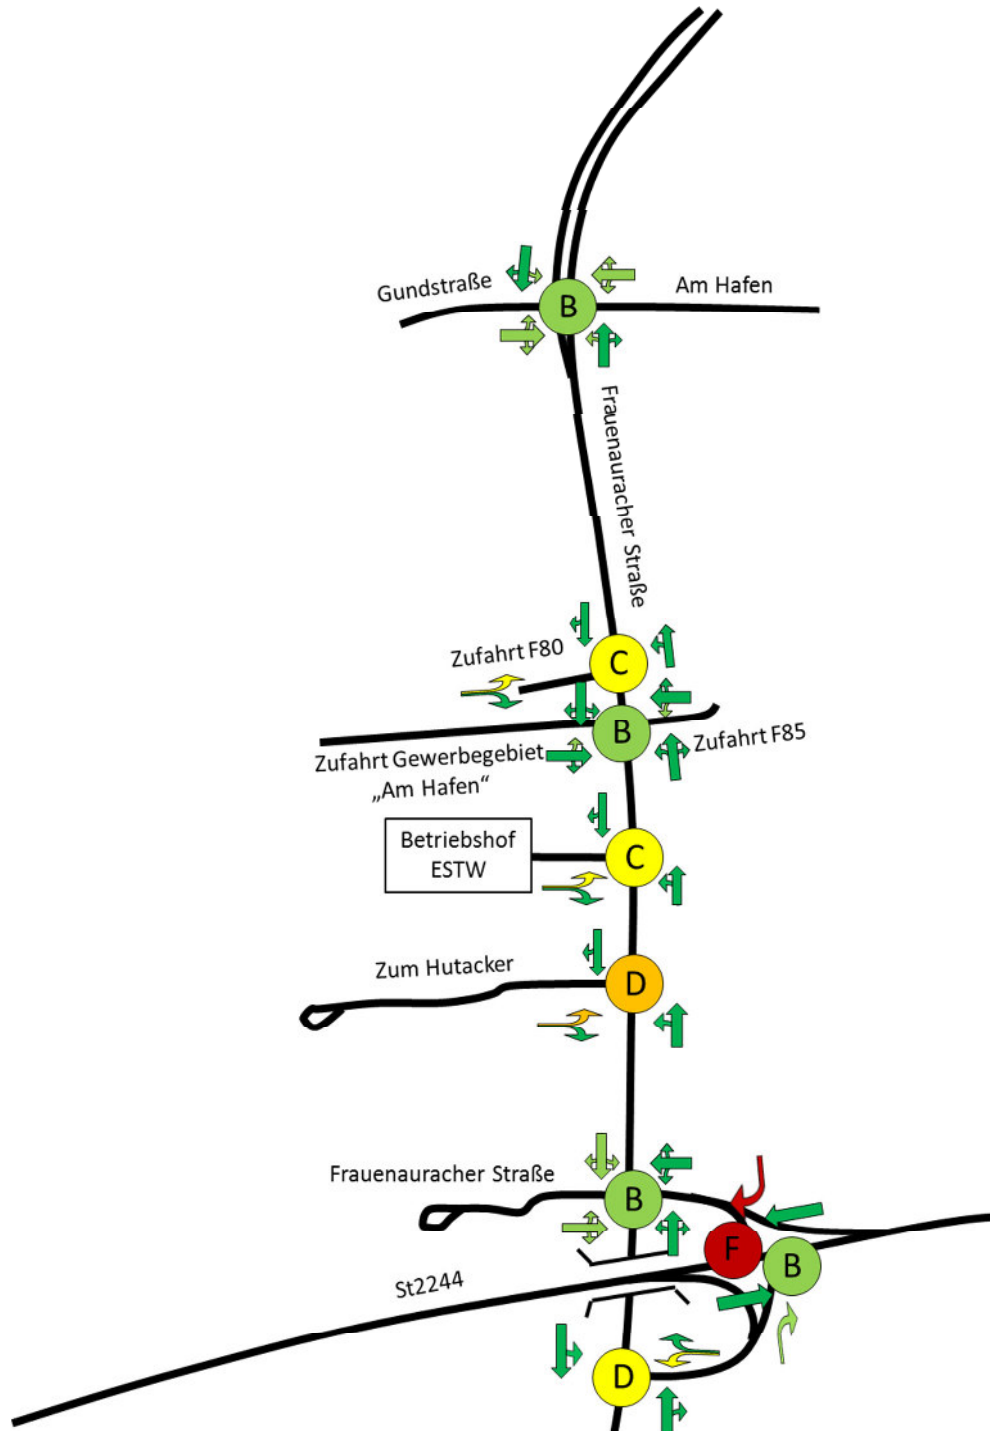 Gundstraße
Am Hafen
B
Frauenauracher Straße
Zufahrt F80
C
B
Zufahrt F85
Zufahrt Gewerbegebiet
„Am Hafen“
Betriebshof
ESTW
C
Zum Hutacker
D
Frauenauracher Straße
B
F
B
St2244
D